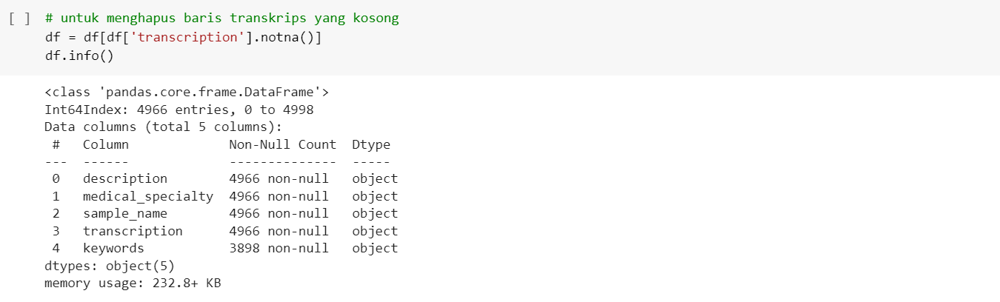 [ ] # untuk menghapus baris transkrips yang kosong
df = df[df['transcription'].notna()]
df.info()
<class 'pandas.core.frame.DataFrame'>
Int64Index: 4966 entries, 0 to 4998
Data columns (total 5 columns):
 #   Column             Non-Null Count  Dtype
---  ------             --------------  -----
 0   description        4966 non-null   object
 1   medical_specialty  4966 non-null   object
 2   sample_name        4966 non-null   object
 3   transcription      4966 non-null   object
 4   keywords           3898 non-null   object
dtypes: object(5)
memory usage: 232.8+ KB